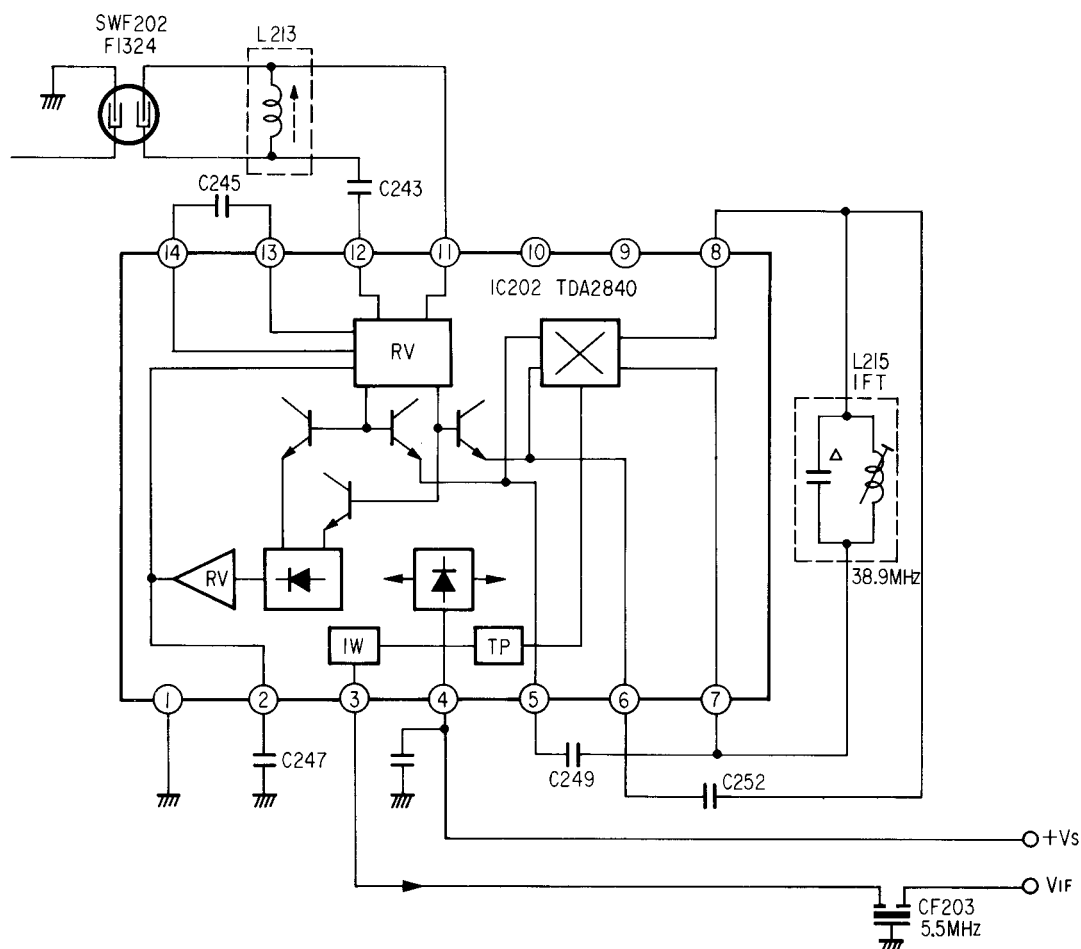 SWF202
F1324
L213
C245
C243
14
13
12
11
10
9
8
IC202 TDA2840
RV
L215
IFT
Δ
38.9MHz
RV
IW
TP
1
2
3
4
5
6
7
C247
C249
C252
+Vs
VIF
CF203
5.5MHz